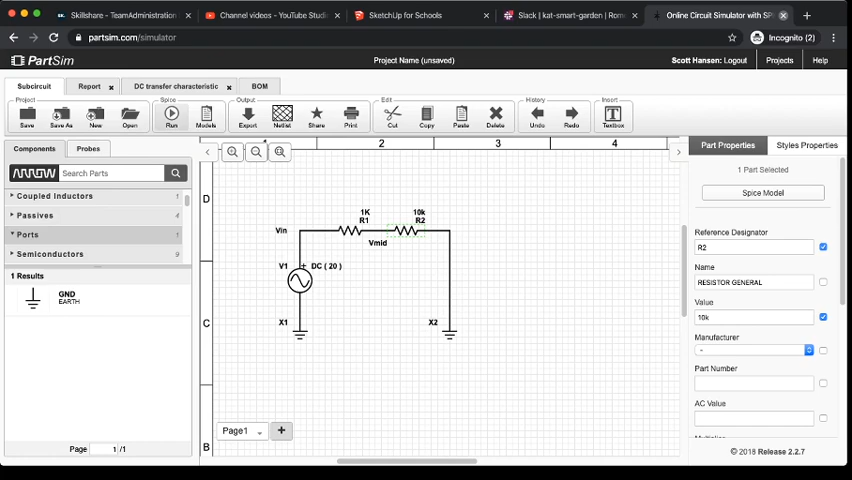 Skillshare - TeamAdministration
Channel videos - YouTube Studi
SketchUp for Schools
Slack | kat-smart-garden | Rom
Online Circuit Simulator with SP
partsim.com/simulator
Incognito (2)
PartSim
Project Name (unsaved)
Scott Hansen: Logout
Projects
Help
Subcircuit
Report
DC transfer characteristic
BOM
Project
Spice
Output
Edit
History
Insert
Save
Save As
New
Open
Run
Models
Export
Netlist
Share
Print
Cut
Copy
Paste
Delete
Undo
Redo
Textbox
Components
Probes
ARROW
Search Parts
Coupled Inductors 1
Passives 4
Ports 1
Semiconductors 9
1 Results
GND
EARTH
Page 1 /1
2
3
4
D
C
B
1K
R1
10k
R2
Vin
Vmid
V1
+
DC ( 20 )
X1
X2
Page1
+
Part Properties
Styles Properties
1 Part Selected
Spice Model
Reference Designator
R2
Name
RESISTOR GENERAL
Value
10k
Manufacturer
-
Part Number
AC Value
© 2018 Release 2.2.7